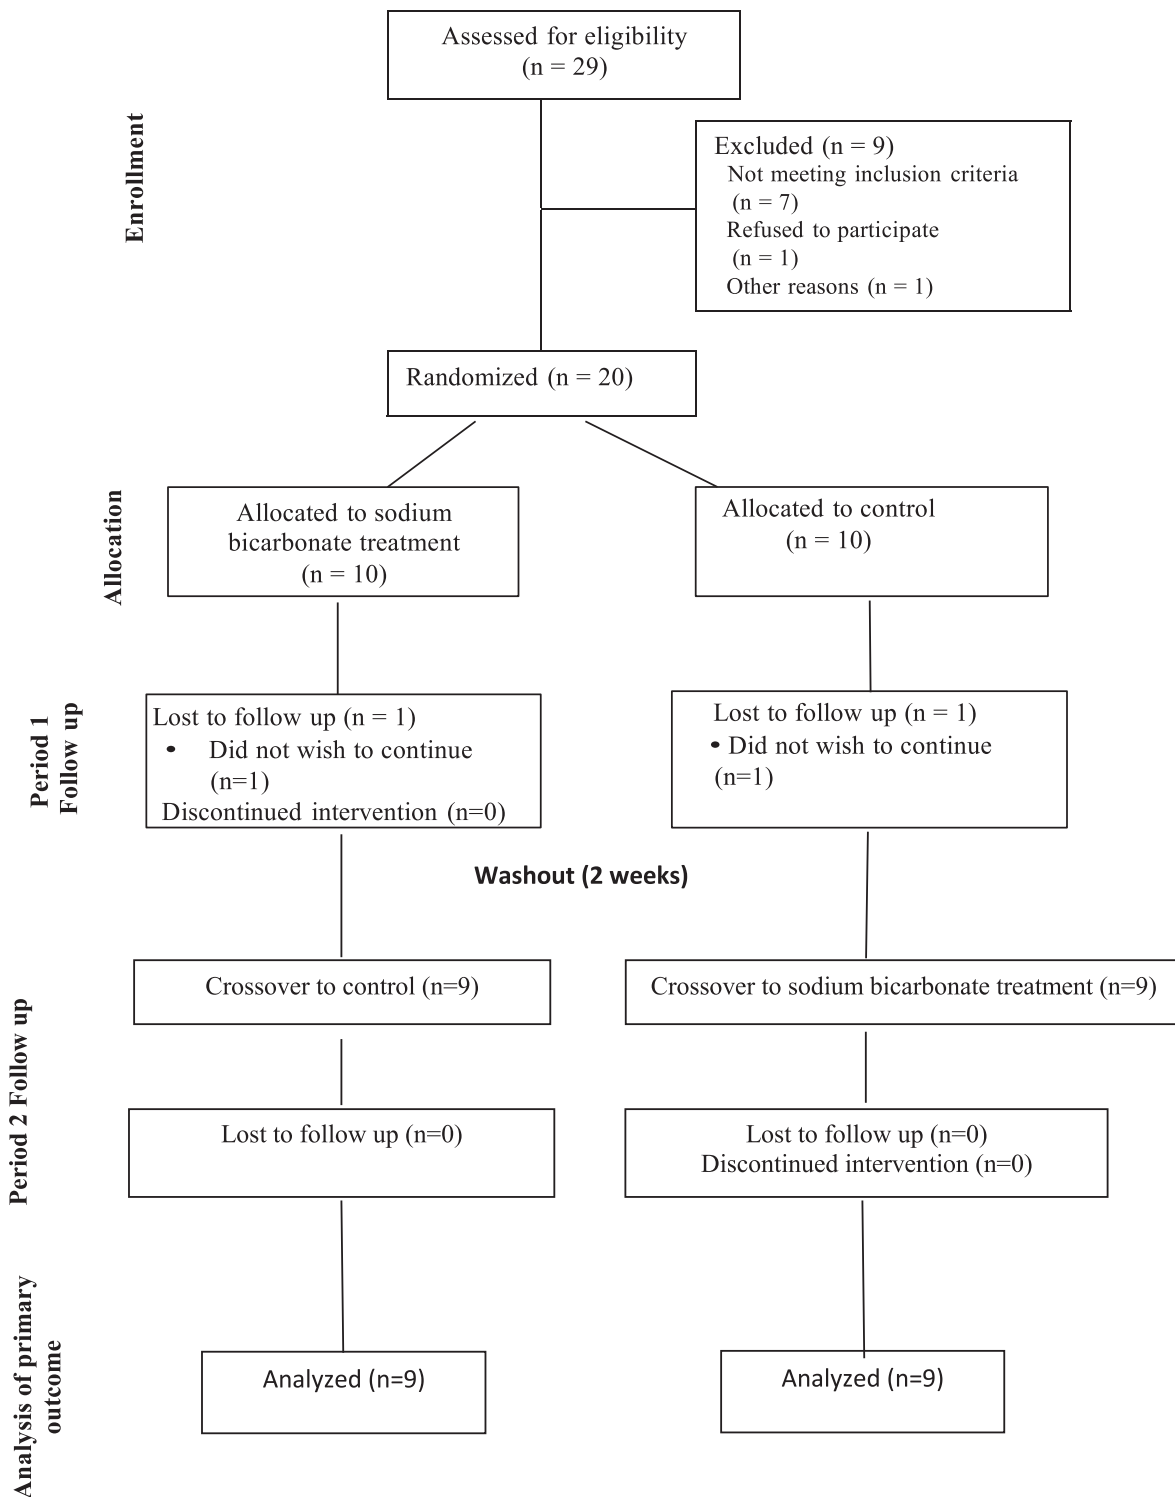 Assessed for eligibility
(n = 29)
Enrollment
Excluded (n = 9)
Not meeting inclusion criteria
(n = 7)
Refused to participate
(n = 1)
Other reasons (n = 1)
Randomized (n = 20)
Allocation
Allocated to sodium
bicarbonate treatment
(n = 10)
Allocated to control
(n = 10)
Period 1
Follow up
Lost to follow up (n = 1)
• Did not wish to continue
(n=1)
Discontinued intervention (n=0)
Lost to follow up (n = 1)
• Did not wish to continue
(n=1)
Washout (2 weeks)
Crossover to control (n=9)
Crossover to sodium bicarbonate treatment (n=9)
Period 2 Follow up
Lost to follow up (n=0)
Lost to follow up (n=0)
Discontinued intervention (n=0)
Analysis of primary
outcome
Analyzed (n=9)
Analyzed (n=9)